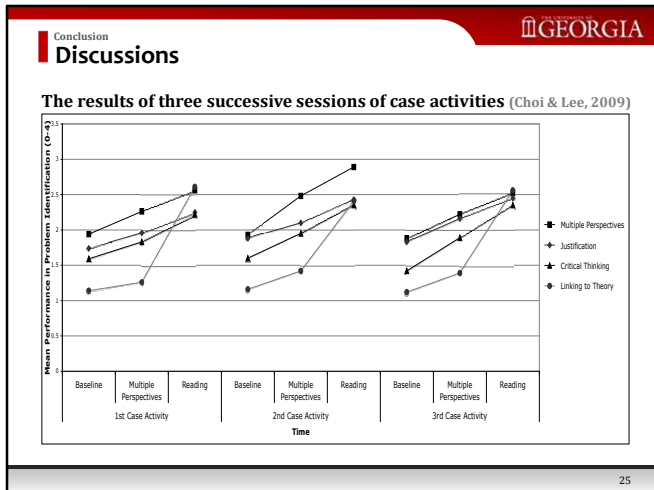 Conclusion
Discussions
THE UNIVERSITY OF
GEORGIA
The results of three successive sessions of case activities (Choi & Lee, 2009)
Mean Performance in Problem Identification (0-4)
3.5
3
2.5
2
1.5
1
0.5
0
Baseline
Multiple
Perspectives
Reading
Baseline
Multiple
Perspectives
Reading
Baseline
Multiple
Perspectives
Reading
1st Case Activity
2nd Case Activity
3rd Case Activity
Time
Multiple Perspectives
Justification
Critical Thinking
Linking to Theory
25